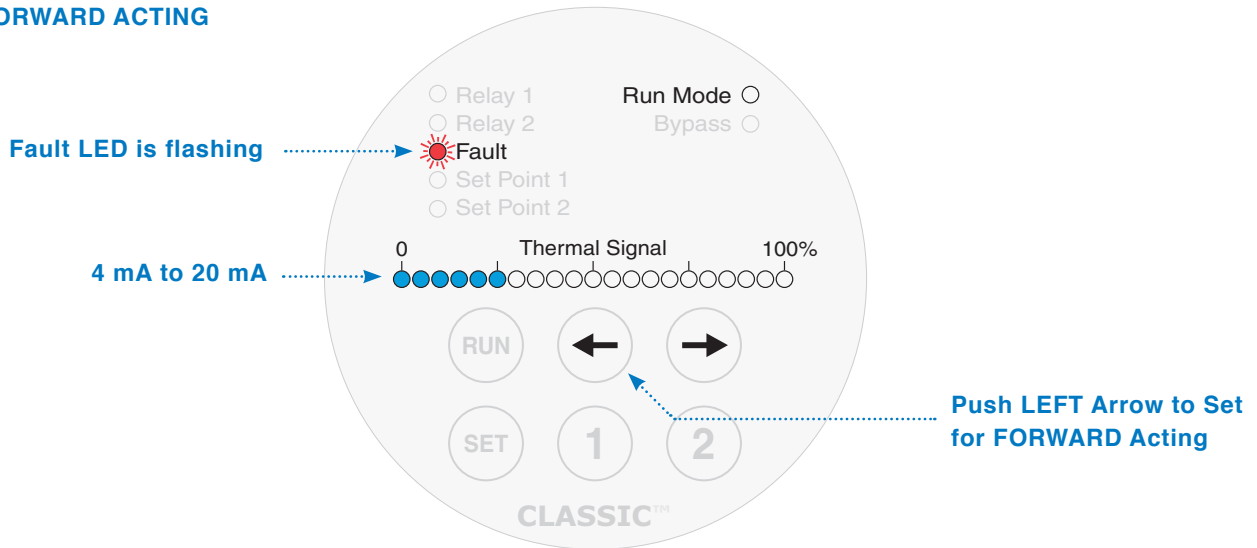 ORWARD ACTING
Relay 1
Run Mode
Relay 2
Bypass
Fault LED is flashing
Fault
Set Point 1
Set Point 2
0
Thermal Signal
100%
4 mA to 20 mA
RUN
Push LEFT Arrow to Set
for FORWARD Acting
SET
1
2
CLASSIC™